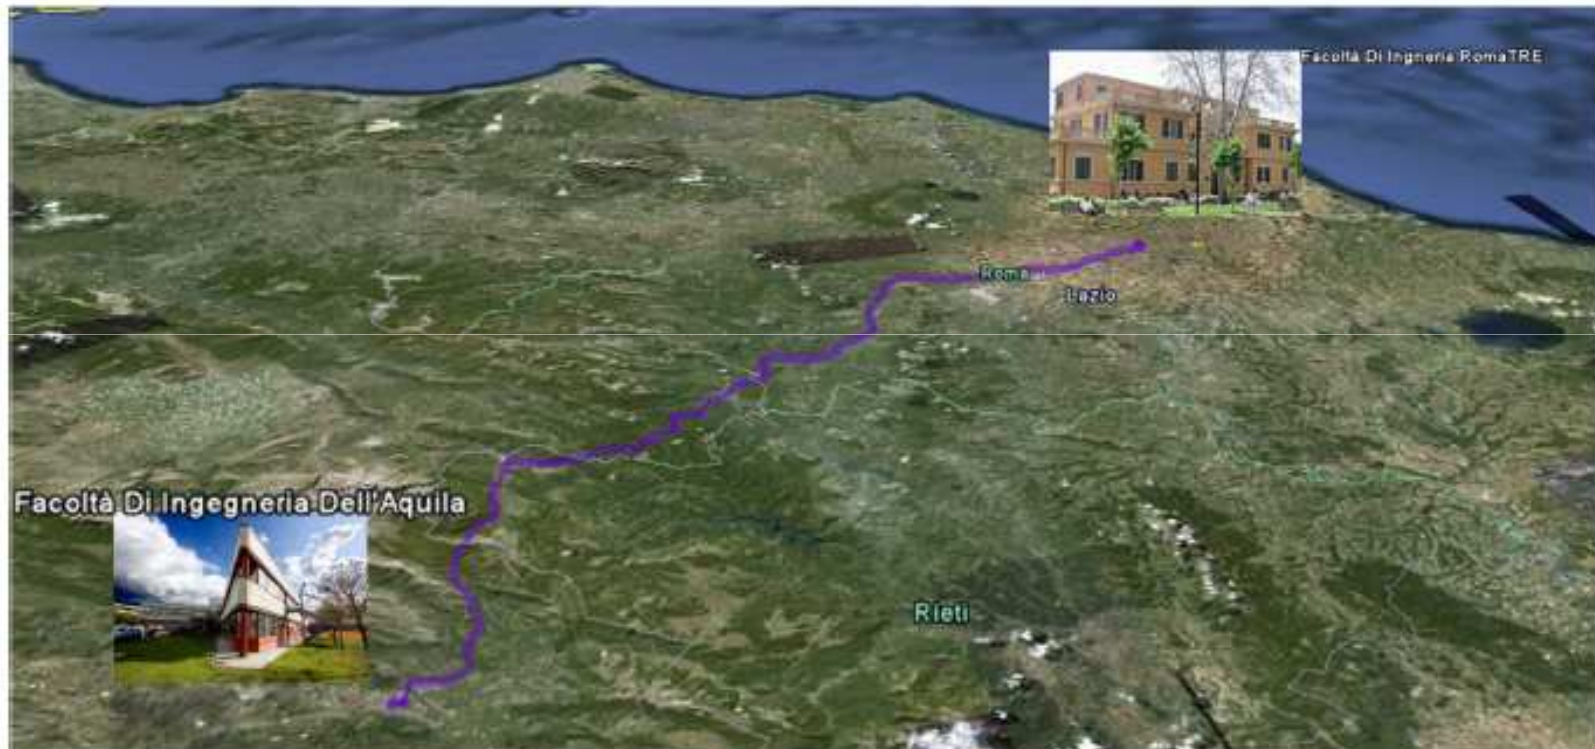 Facoltà Di Ingneria RomaTRE
Roma
Lazio
Facoltà Di Ingegneria Dell'Aquila
Rieti